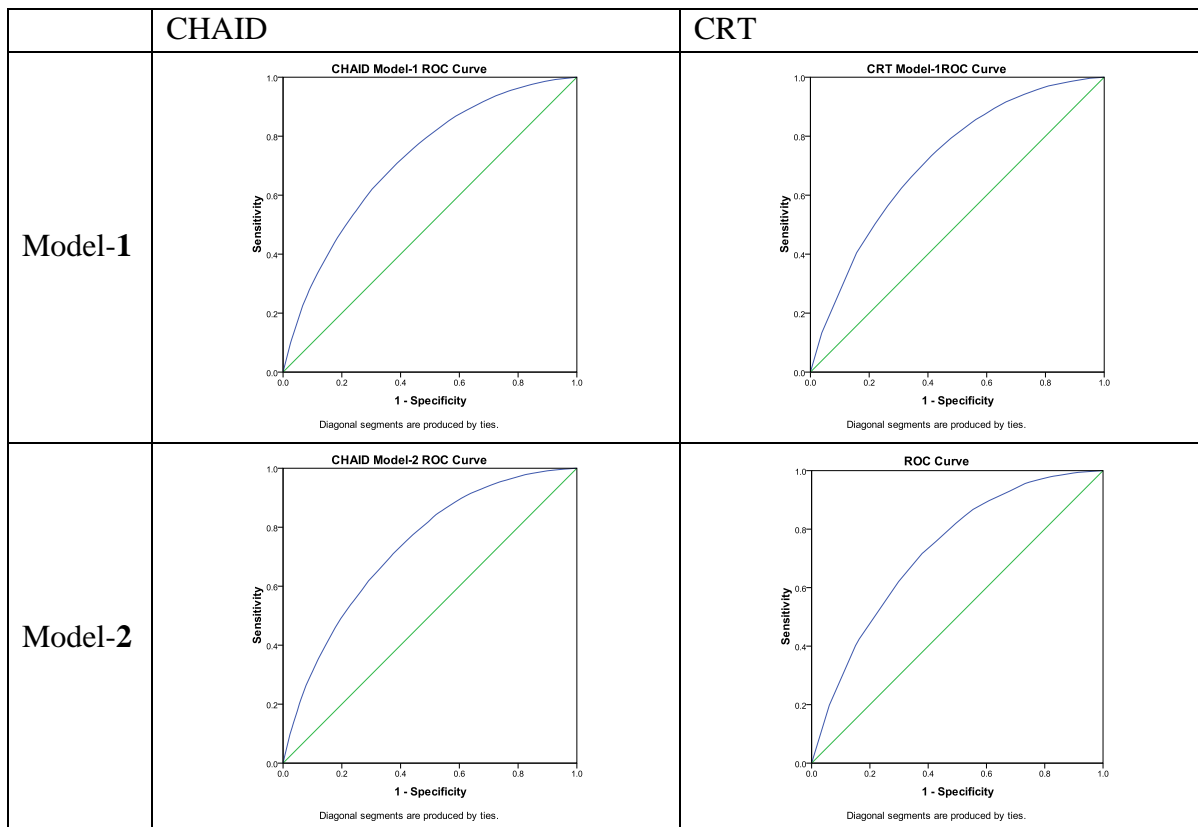 CHAID
CRT
Model-1
CHAID Model-1 ROC Curve
1.0
0.8
0.6
0.4
0.2
0.0
Sensitivity
0.0 0.2 0.4 0.6 0.8 1.0
1 - Specificity
Diagonal segments are produced by ties.
CRT Model-1ROC Curve
1.0
0.8
0.6
0.4
0.2
0.0
Sensitivity
0.0 0.2 0.4 0.6 0.8 1.0
1 - Specificity
Diagonal segments are produced by ties.
Model-2
CHAID Model-2 ROC Curve
1.0
0.8
0.6
0.4
0.2
0.0
Sensitivity
0.0 0.2 0.4 0.6 0.8 1.0
1 - Specificity
Diagonal segments are produced by ties.
ROC Curve
1.0
0.8
0.6
0.4
0.2
0.0
Sensitivity
0.0 0.2 0.4 0.6 0.8 1.0
1 - Specificity
Diagonal segments are produced by ties.